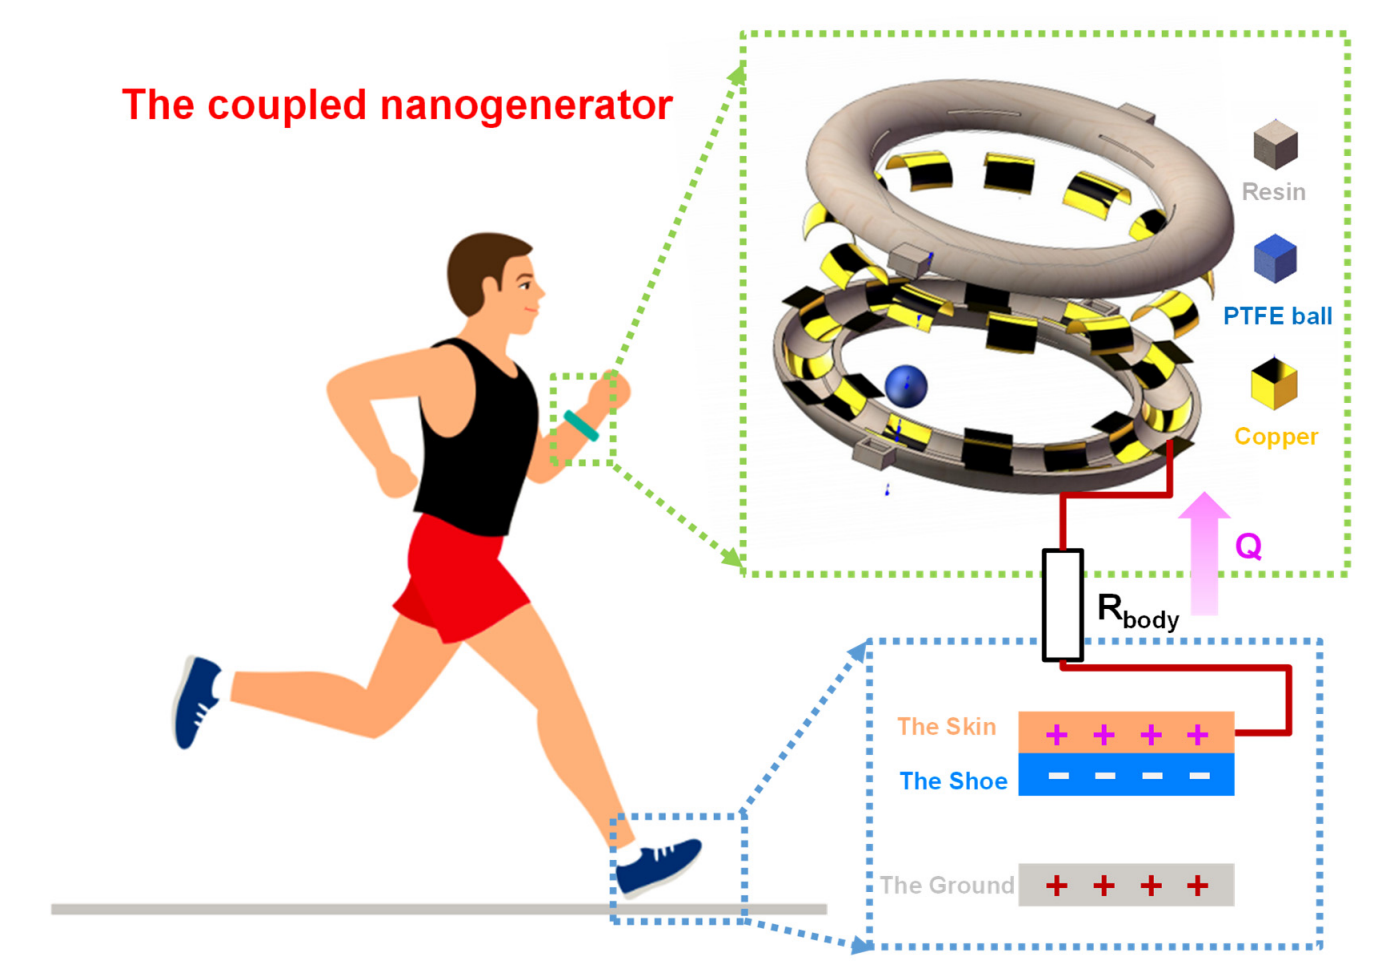 The coupled nanogenerator
Resin
PTFE ball
Copper
Q
Rbody
The Skin
+ + + +
The Shoe
− − − −
The Ground
+ + + +